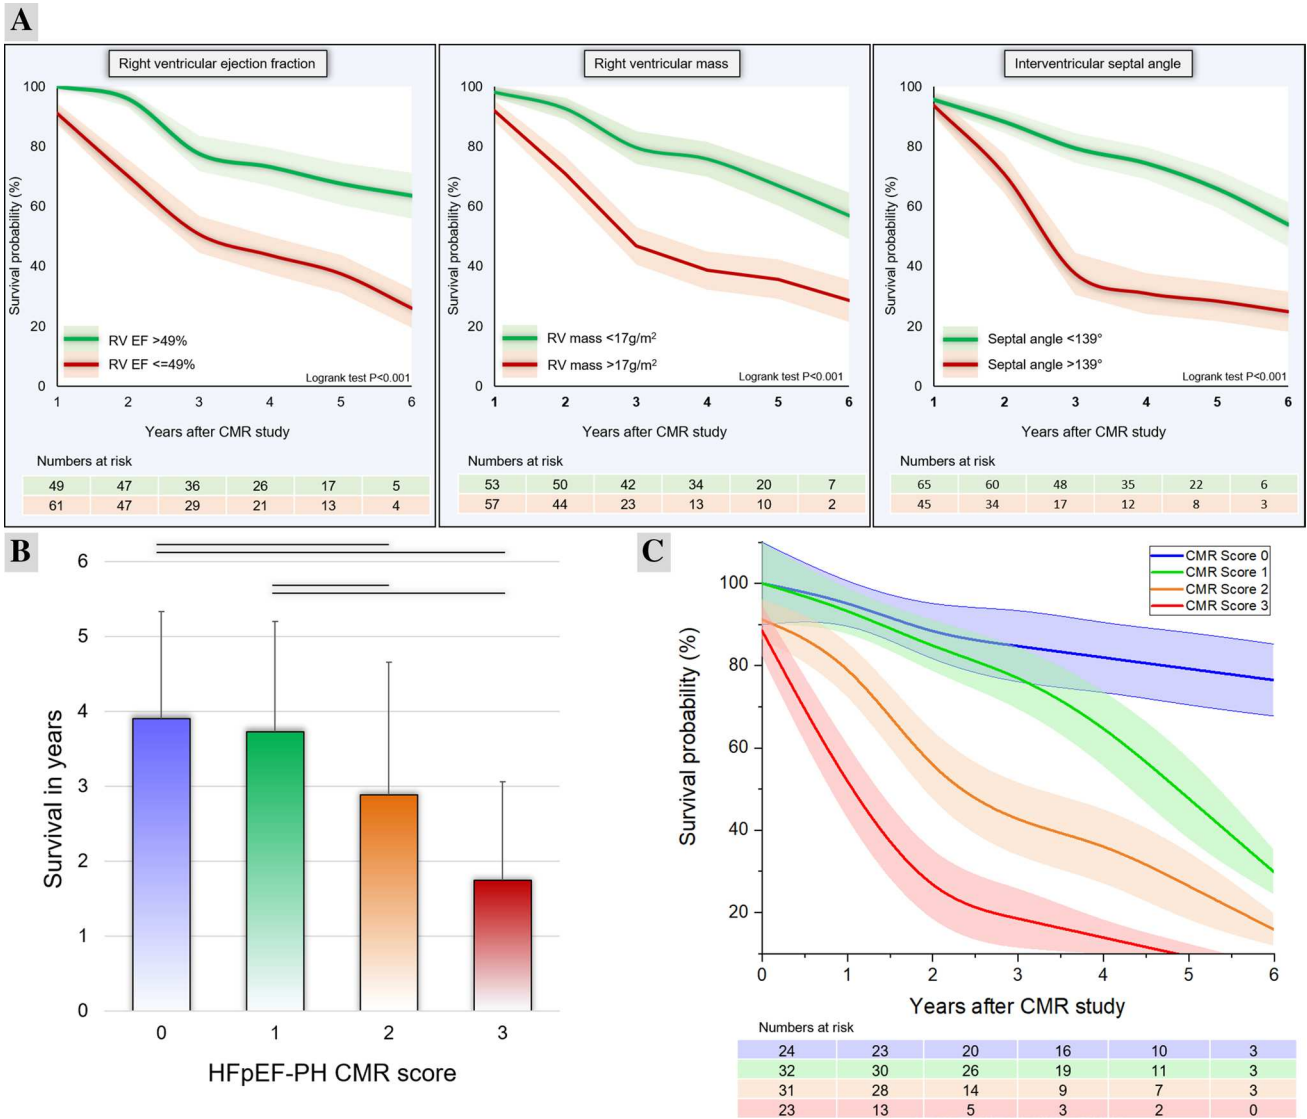 A
Right ventricular ejection fraction
Survival probability (%)
100
80
60
40
20
0
RV EF >49%
RV EF <=49%
Logrank test P<0.001
1 2 3 4 5 6
Years after CMR study
Numbers at risk
49 47 36 26 17 5
61 47 29 21 13 4
Right ventricular mass
Survival probability (%)
100
80
60
40
20
0
RV mass <17g/m²
RV mass >17g/m²
Logrank test P<0.001
1 2 3 4 5 6
Years after CMR study
Numbers at risk
53 50 42 34 20 7
57 44 23 13 10 2
Interventricular septal angle
Survival probability (%)
100
80
60
40
20
0
Septal angle <139°
Septal angle >139°
Logrank test P<0.001
1 2 3 4 5 6
Years after CMR study
Numbers at risk
65 60 48 35 22 6
45 34 17 12 8 3
B
Survival in years
6
5
4
3
2
1
0
0 1 2 3
HFpEF-PH CMR score
C
CMR Score 0
CMR Score 1
CMR Score 2
CMR Score 3
Survival probability (%)
100
80
60
40
20
0 1 2 3 4 5 6
Years after CMR study
Numbers at risk
24 23 20 16 10 3
32 30 26 19 11 3
31 28 14 9 7 3
23 13 5 3 2 0